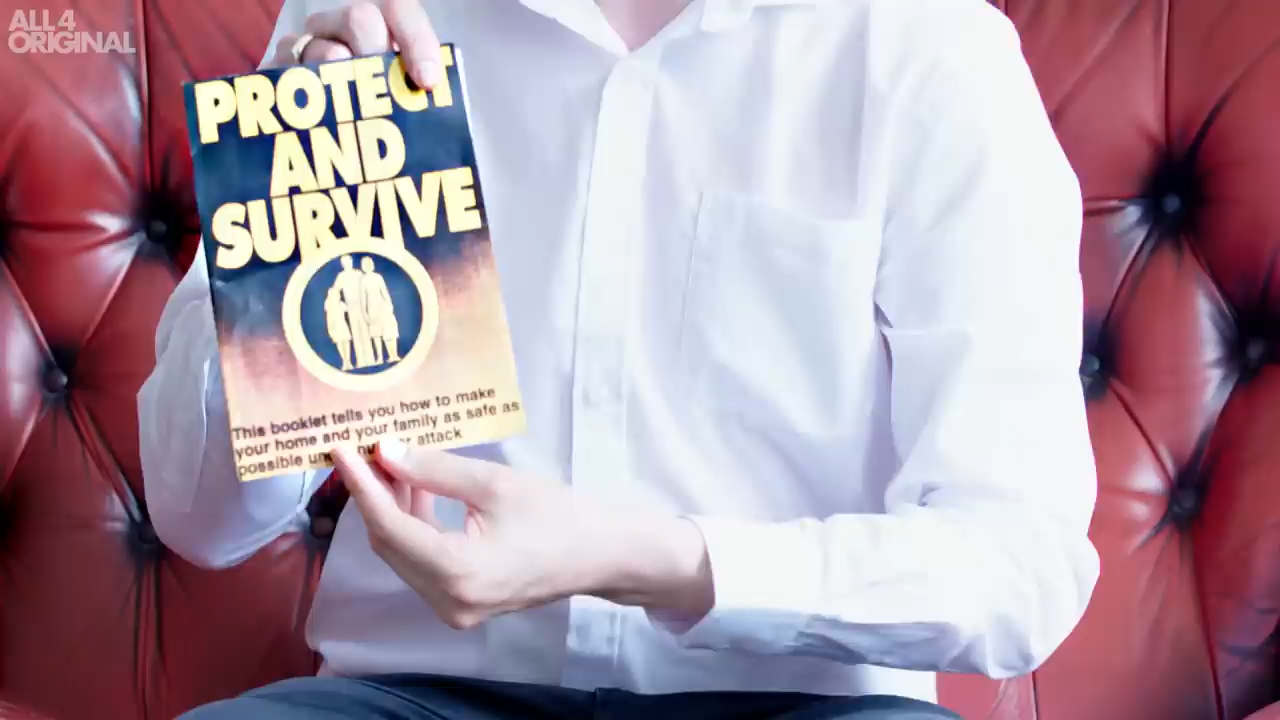 ALL 4
ORIGINAL
PROTECT
AND
SURVIVE
This booklet tells you how to make
your home and your family as safe as
possible attack